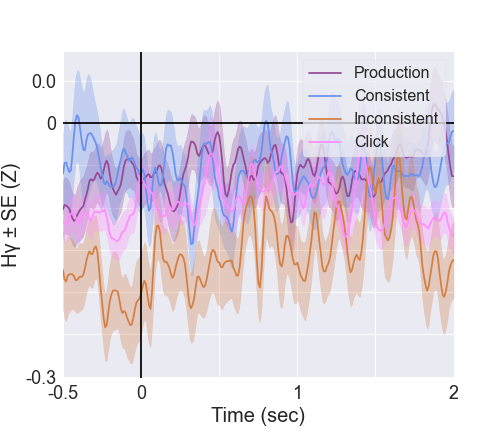 0.0
0
-0.3
Hγ ± SE (Z)
Production
Consistent
Inconsistent
Click
-0.5
0
1
2
Time (sec)